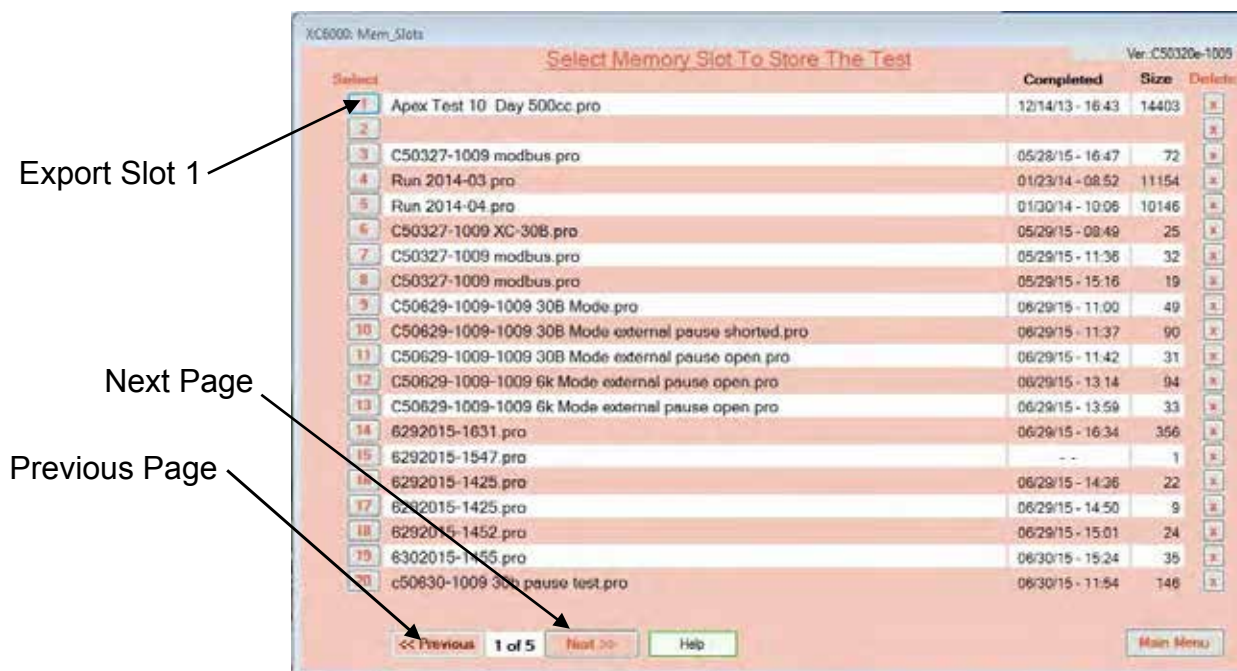 XC6000: Mem_Slots
Select Memory Slot To Store The Test
Ver.:C50320e-1009
Select Completed Size Delete
1 Apex Test 10 Day 500cc.pro 12/14/13 - 16:43 14403 x
2 x
3 C50327-1009 modbus.pro 05/28/15 - 16:47 72 x
4 Run 2014-03.pro 01/23/14 - 08:52 11154 x
5 Run 2014-04.pro 01/30/14 - 10:06 10146 x
6 C50327-1009 XC-30B.pro 05/29/15 - 08:49 25 x
7 C50327-1009 modbus.pro 05/29/15 - 11:36 32 x
8 C50327-1009 modbus.pro 05/29/15 - 15:16 19 x
9 C50629-1009-1009 30B Mode.pro 06/29/15 - 11:00 49 x
10 C50629-1009-1009 30B Mode external pause shorted.pro 06/29/15 - 11:37 90 x
11 C50629-1009-1009 30B Mode external pause open.pro 06/29/15 - 11:42 31 x
12 C50629-1009-1009 6k Mode external pause open.pro 06/29/15 - 13:14 94 x
13 C50629-1009-1009 6k Mode external pause open.pro 06/29/15 - 13:59 33 x
14 6292015-1631.pro 06/29/15 - 16:34 356 x
15 6292015-1547.pro - - 1 x
16 6292015-1425.pro 06/29/15 - 14:36 22 x
17 6292015-1425.pro 06/29/15 - 14:50 9 x
18 6292015-1452.pro 06/29/15 - 15:01 24 x
19 6302015-1455.pro 06/30/15 - 15:24 35 x
20 c50630-1009 30b pause test.pro 06/30/15 - 11:54 146 x
<< Previous 1 of 5 Next >> Help Main Menu
Export Slot 1
Next Page
Previous Page